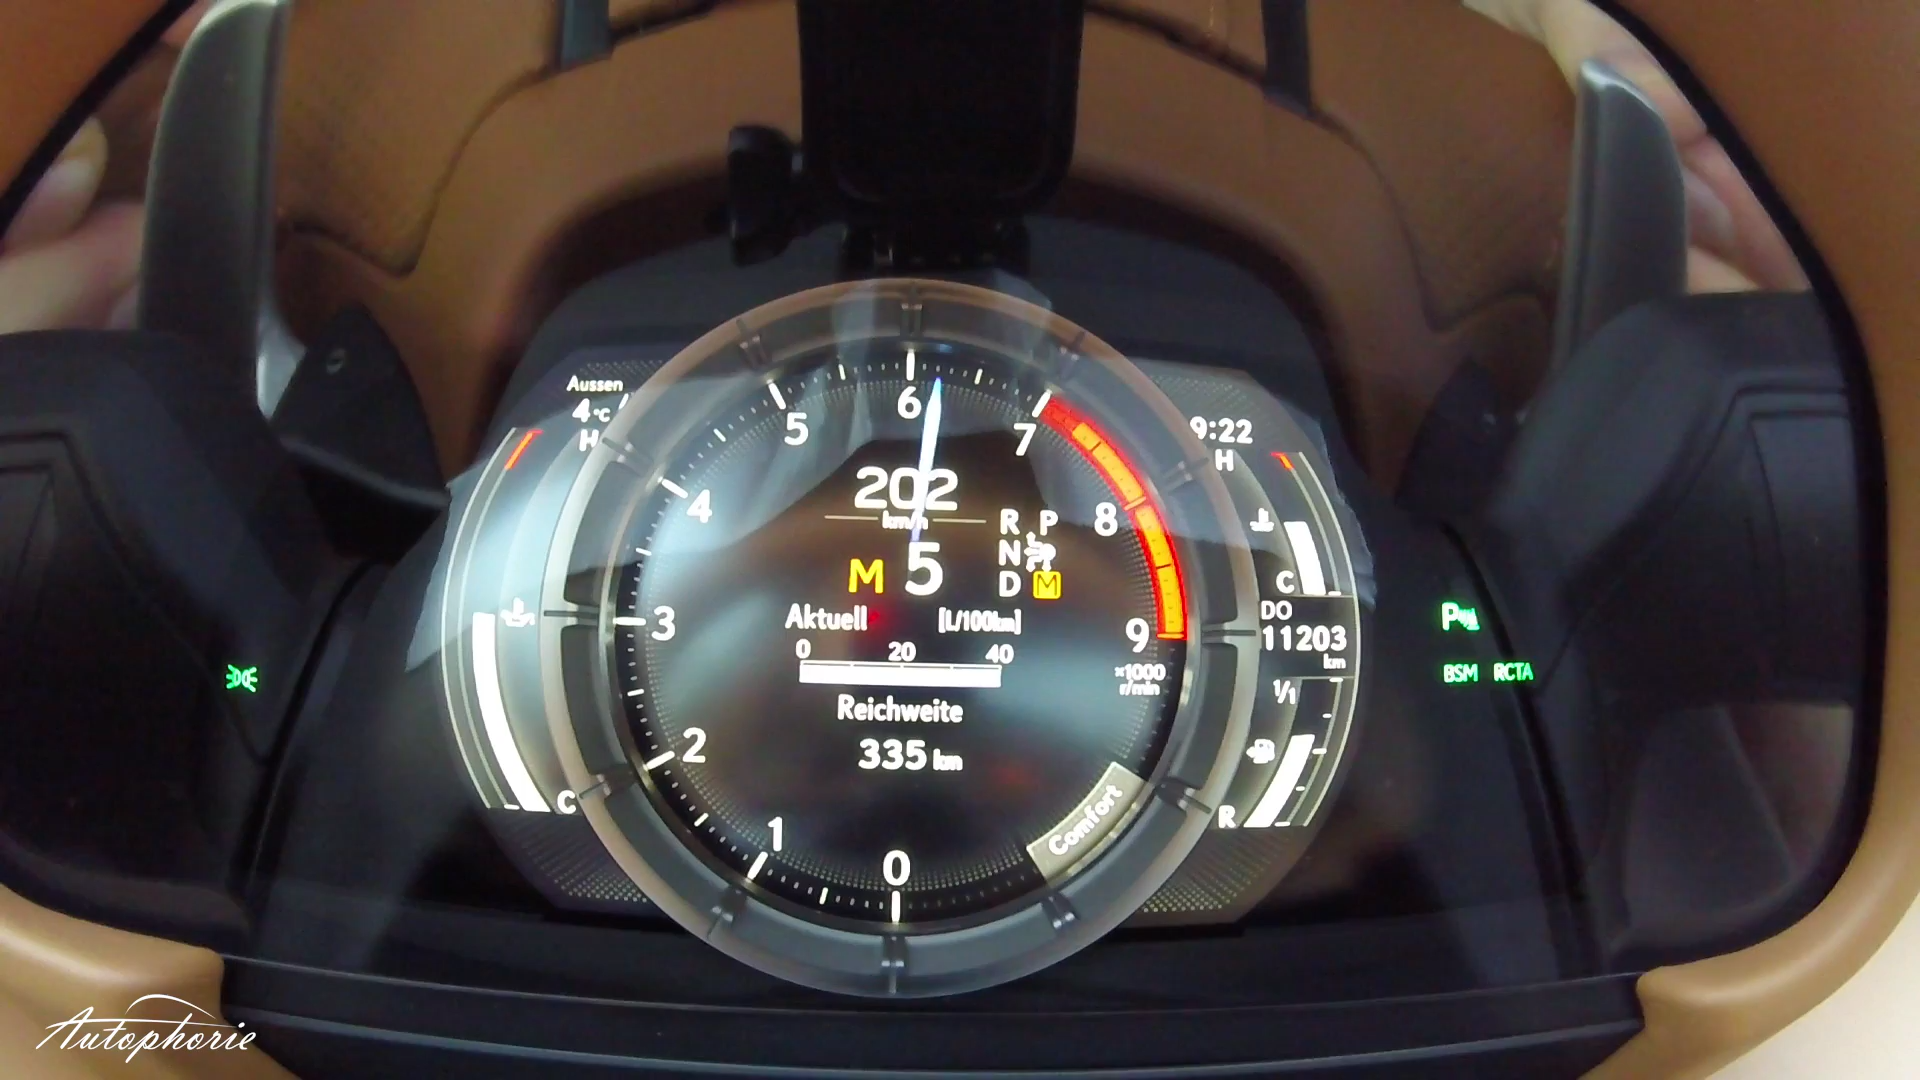 Aussen
4°C
H
C
0
1
2
3
4
5
6
7
8
9
x1000
r/min
202
km/h
M 5
R P
N
D M
Aktuell [L/100km]
0 20 40
Reichweite
335 km
Comfort
9:22
H
C
ODO
11203
km
1/1
R
P
BSM RCTA
Autophorie